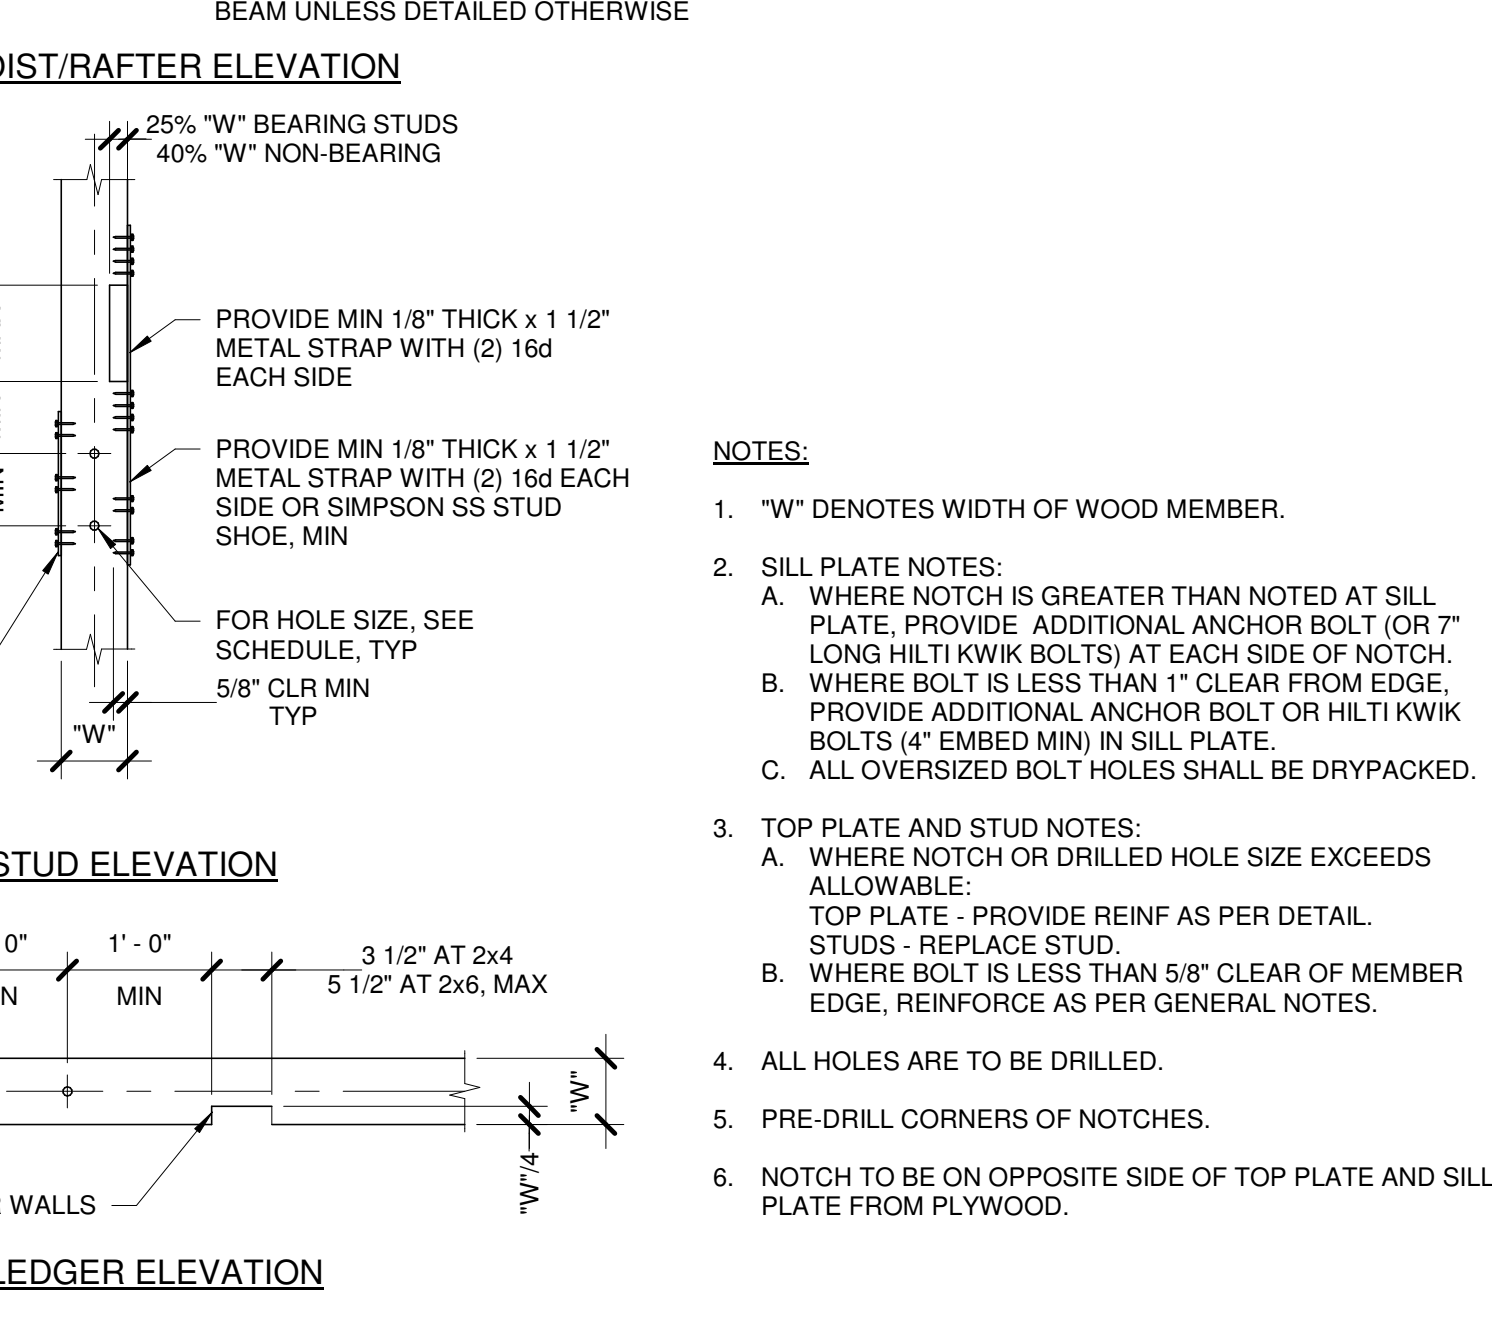 BEAM UNLESS DETAILED OTHERWISE
OIST/RAFTER ELEVATION
25% "W" BEARING STUDS
40% "W" NON-BEARING
PROVIDE MIN 1/8" THICK x 1 1/2"
METAL STRAP WITH (2) 16d
EACH SIDE
PROVIDE MIN 1/8" THICK x 1 1/2"
METAL STRAP WITH (2) 16d EACH
SIDE OR SIMPSON SS STUD
SHOE, MIN
MIN
FOR HOLE SIZE, SEE
SCHEDULE, TYP
5/8" CLR MIN
TYP
"W"
STUD ELEVATION
0"
1' - 0"
N
MIN
3 1/2" AT 2x4
5 1/2" AT 2x6, MAX
"W"
"W"/4
R WALLS
LEDGER ELEVATION
NOTES:
1. "W" DENOTES WIDTH OF WOOD MEMBER.
2. SILL PLATE NOTES:
A. WHERE NOTCH IS GREATER THAN NOTED AT SILL
PLATE, PROVIDE ADDITIONAL ANCHOR BOLT (OR 7"
LONG HILTI KWIK BOLTS) AT EACH SIDE OF NOTCH.
B. WHERE BOLT IS LESS THAN 1" CLEAR FROM EDGE,
PROVIDE ADDITIONAL ANCHOR BOLT OR HILTI KWIK
BOLTS (4" EMBED MIN) IN SILL PLATE.
C. ALL OVERSIZED BOLT HOLES SHALL BE DRYPACKED.
3. TOP PLATE AND STUD NOTES:
A. WHERE NOTCH OR DRILLED HOLE SIZE EXCEEDS
ALLOWABLE:
TOP PLATE - PROVIDE REINF AS PER DETAIL.
STUDS - REPLACE STUD.
B. WHERE BOLT IS LESS THAN 5/8" CLEAR OF MEMBER
EDGE, REINFORCE AS PER GENERAL NOTES.
4. ALL HOLES ARE TO BE DRILLED.
5. PRE-DRILL CORNERS OF NOTCHES.
6. NOTCH TO BE ON OPPOSITE SIDE OF TOP PLATE AND SILL
PLATE FROM PLYWOOD.